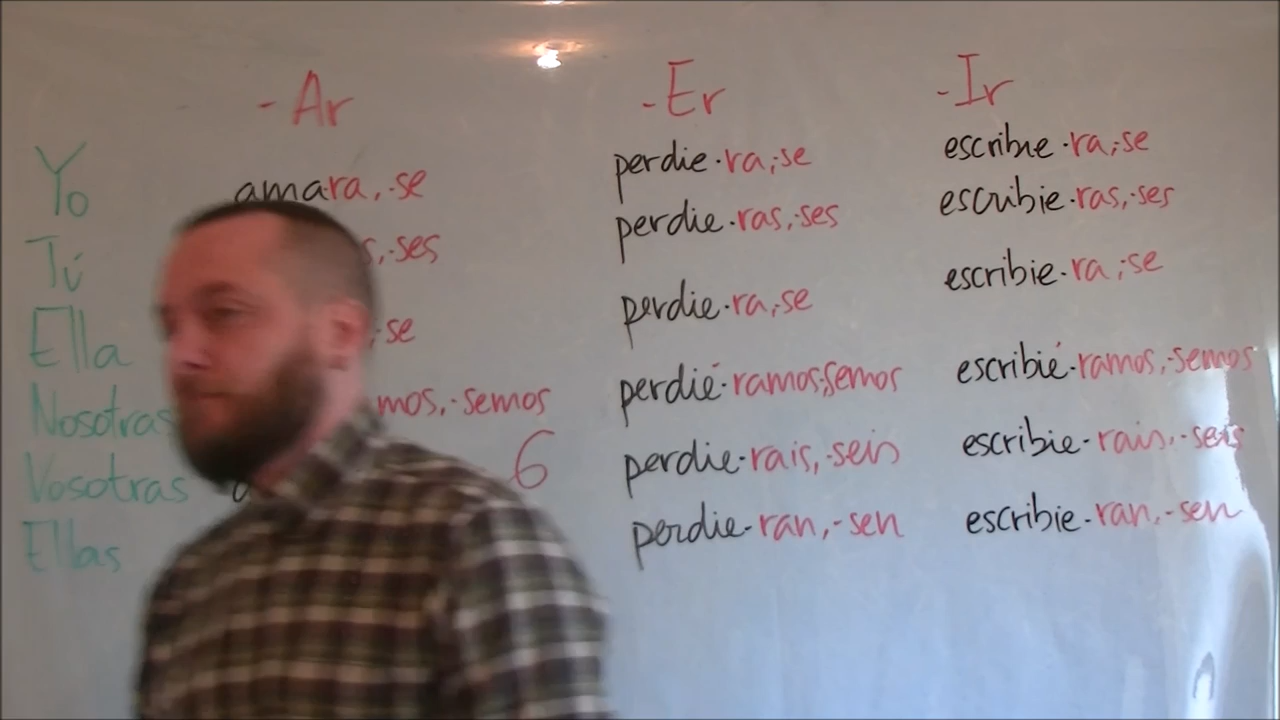 -Ar -Er -Ir
Yo amara,-se perdie-ra,-se escribie-ra,-se
Tú s,-ses perdie-ras,-ses escribie-ras,-ses
Ella -se perdie-ra,-se escribie-ra,-se
Nosotras mos,-semos perdié-ramos,-semos escribié-ramos,-semos
Vosotras perdie-rais,-seis escribie-rais,-seis
Ellas perdie-ran,-sen escribie-ran,-sen